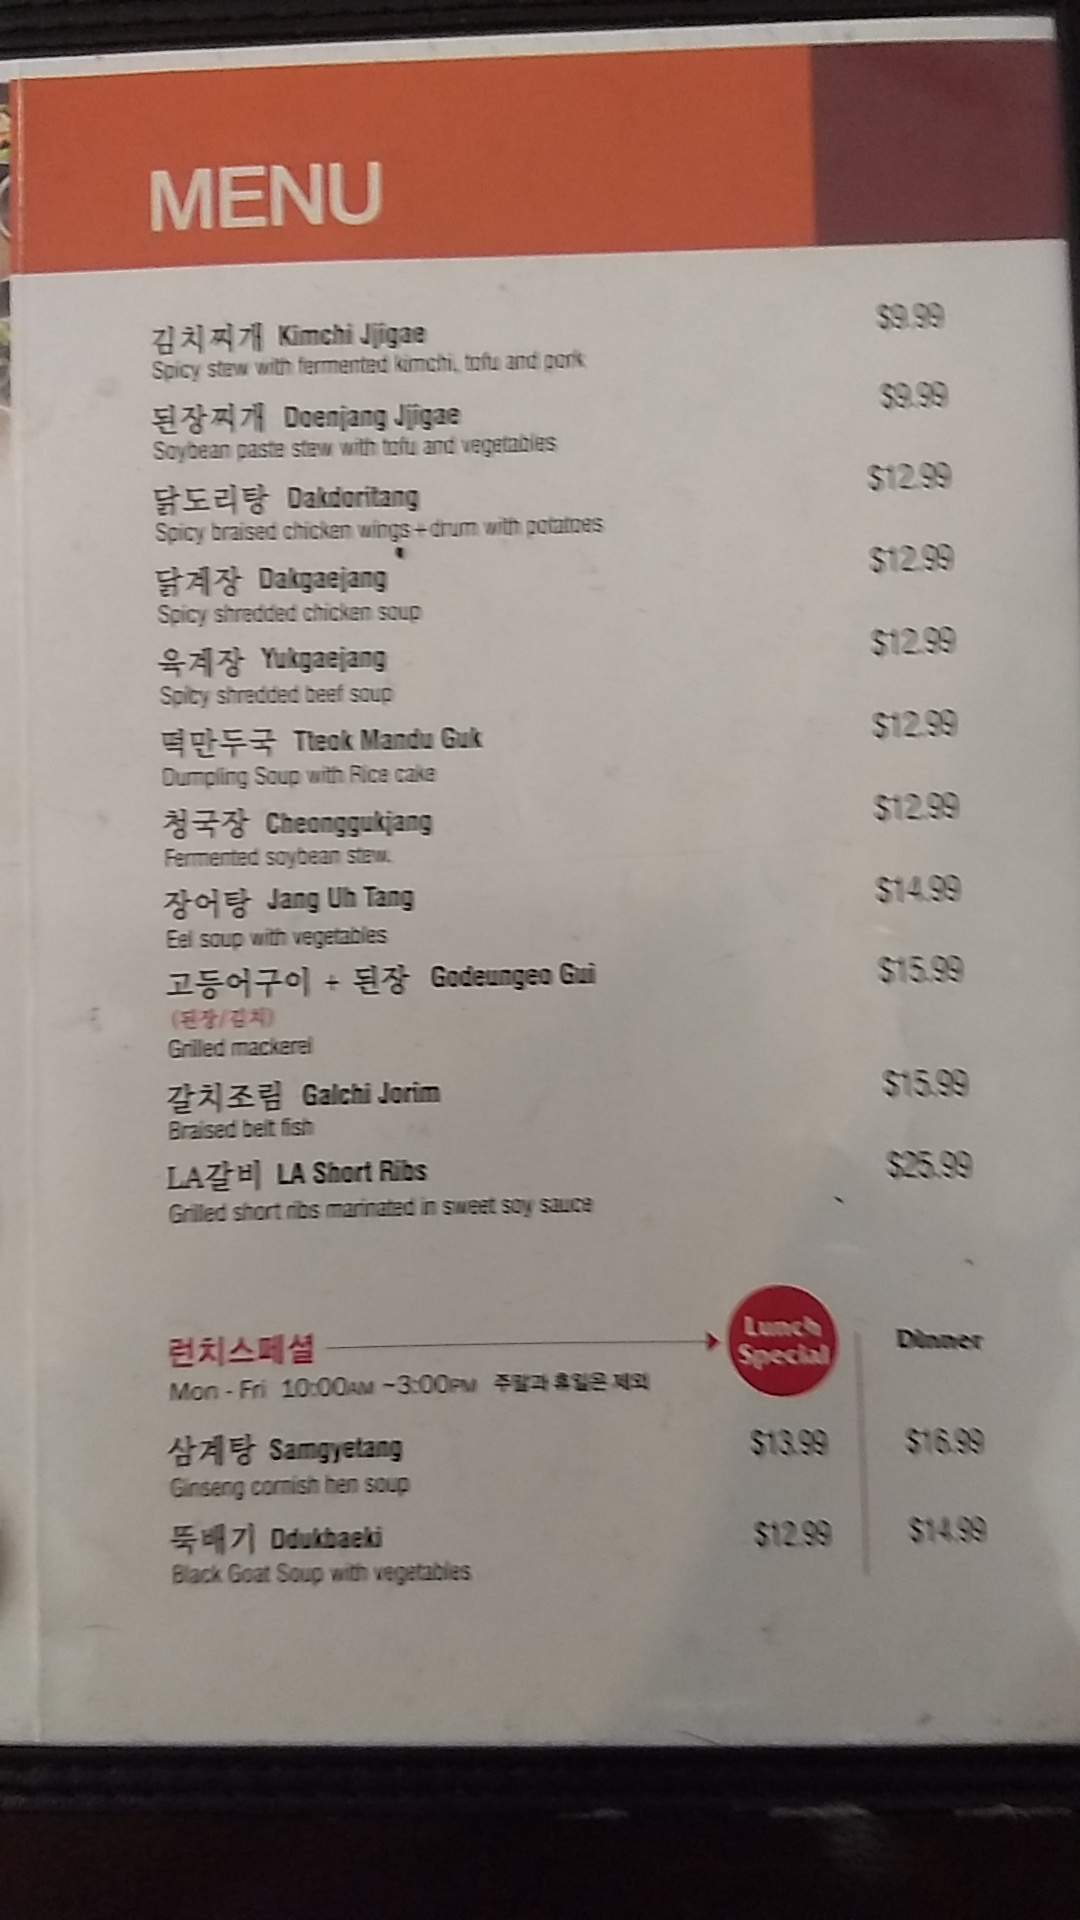 MENU
김치찌개 Kimchi Jjigae $9.99
Spicy stew with fermented kimchi, tofu and pork
된장찌개 Doenjang Jjigae $9.99
Soybean paste stew with tofu and vegetables
닭도리탕 Dakdoritang $12.99
Spicy braised chicken wings+drum with potatoes
닭계장 Dakgaejang $12.99
Spicy shredded chicken soup
육계장 Yukgaejang $12.99
Spicy shredded beef soup
떡만두국 Tteok Mandu Guk $12.99
Dumpling Soup with Rice cake
청국장 Cheonggukjang $12.99
Fermented soybean stew.
장어탕 Jang Uh Tang $14.99
Eel soup with vegetables
고등어구이 + 된장 Godeungeo Gui $15.99
(된장/김치)
Grilled mackerel
갈치조림 Galchi Jorim $15.99
Braised belt fish
LA갈비 LA Short Ribs $25.99
Grilled short ribs marinated in sweet soy sauce
런치스페셜 Lunch Special Dinner
Mon - Fri 10:00AM ~3:00PM 주말과 휴일은 제외
삼계탕 Samgyetang $13.99 $16.99
Ginseng cornish hen soup
뚝배기 Ddukbaeki $12.99 $14.99
Black Goat Soup with vegetables